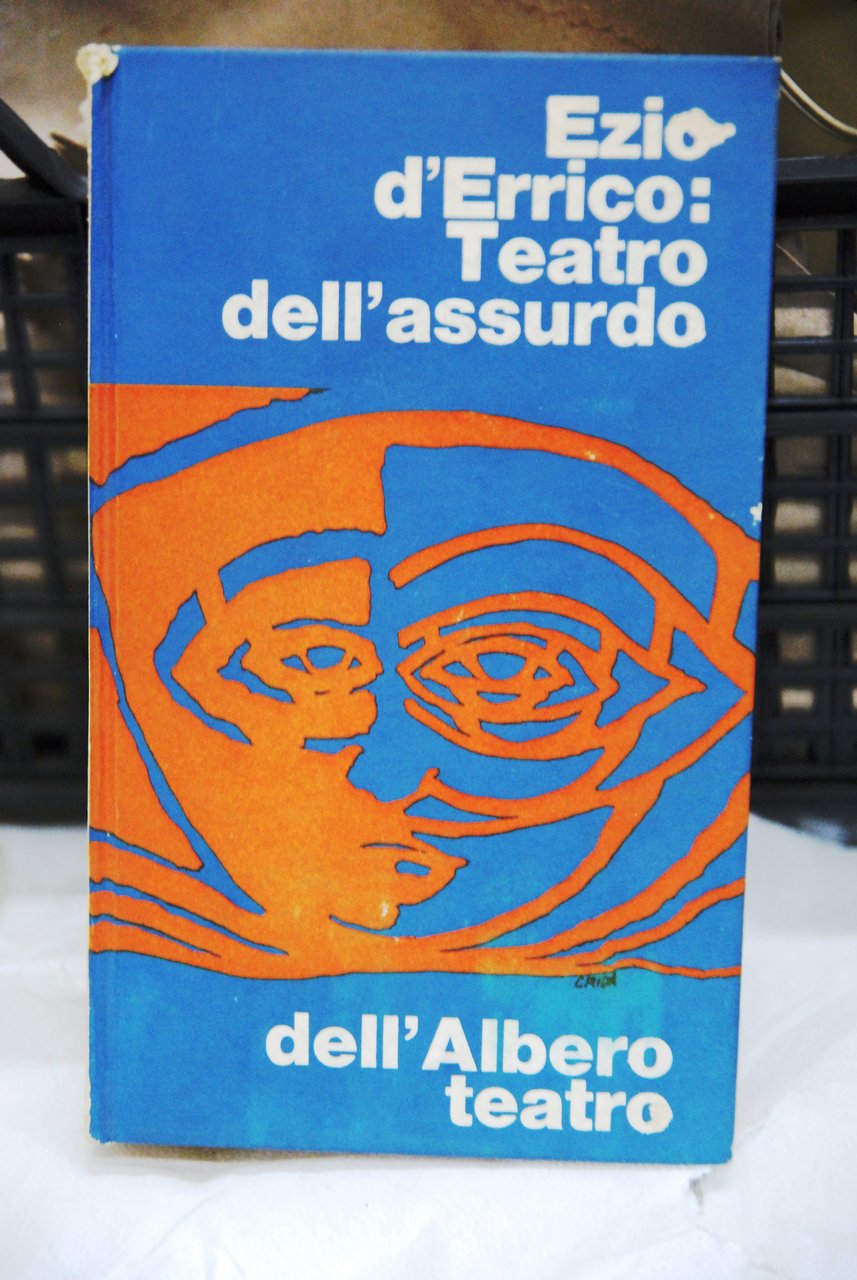 Ezio
d'Errico:
Teatro
dell'assurdo
dell'Albero
teatro